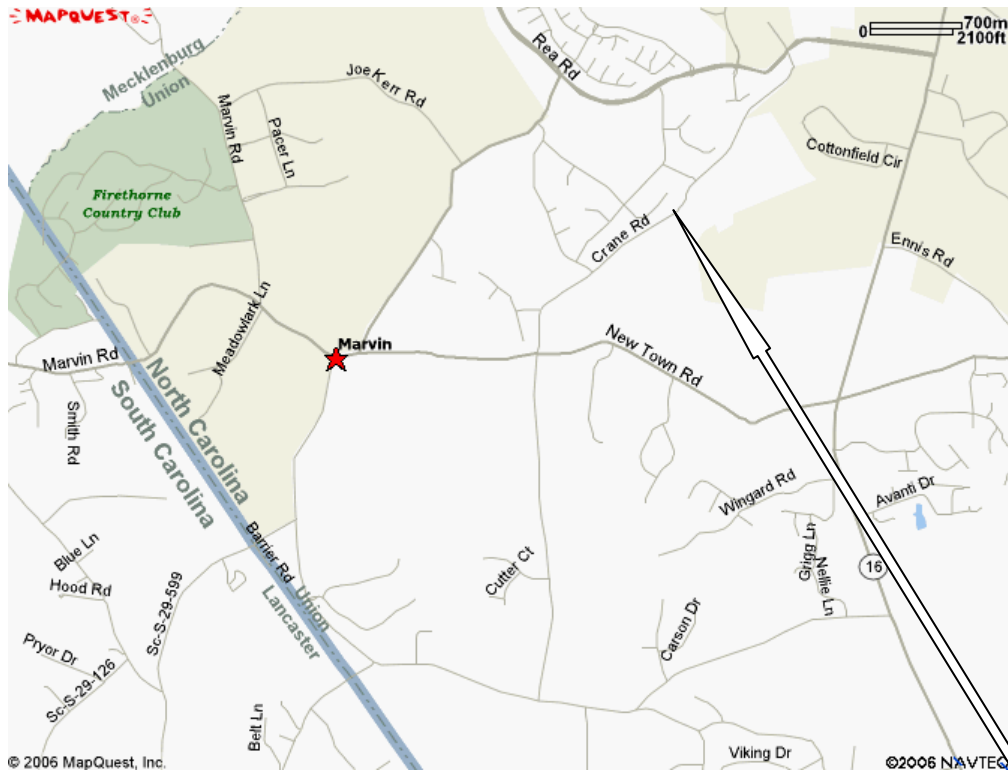 MAPQUEST
700m
0
2100ft
Rea Rd
Mecklenburg
Union
JoeKerr Rd
Marvin Rd
Pacer Ln
Cottonfield Cir
Firethorne
Country Club
Crane Rd
Ennis Rd
Meadowlark Ln
Marvin
New Town Rd
Marvin Rd
North Carolina
South Carolina
Smith Rd
Wingard Rd
Avanti Dr
Barrier Rd
Blue Ln
Hood Rd
Sc-S-29-599
Cutter Ct
Grigg Ln
Nellie Ln
16
Union
Lancaster
Carson Dr
Pryor Dr
Sc-S-29-126
Belt Ln
Viking Dr
© 2006 MapQuest, Inc.
©2006 NAVTEQ